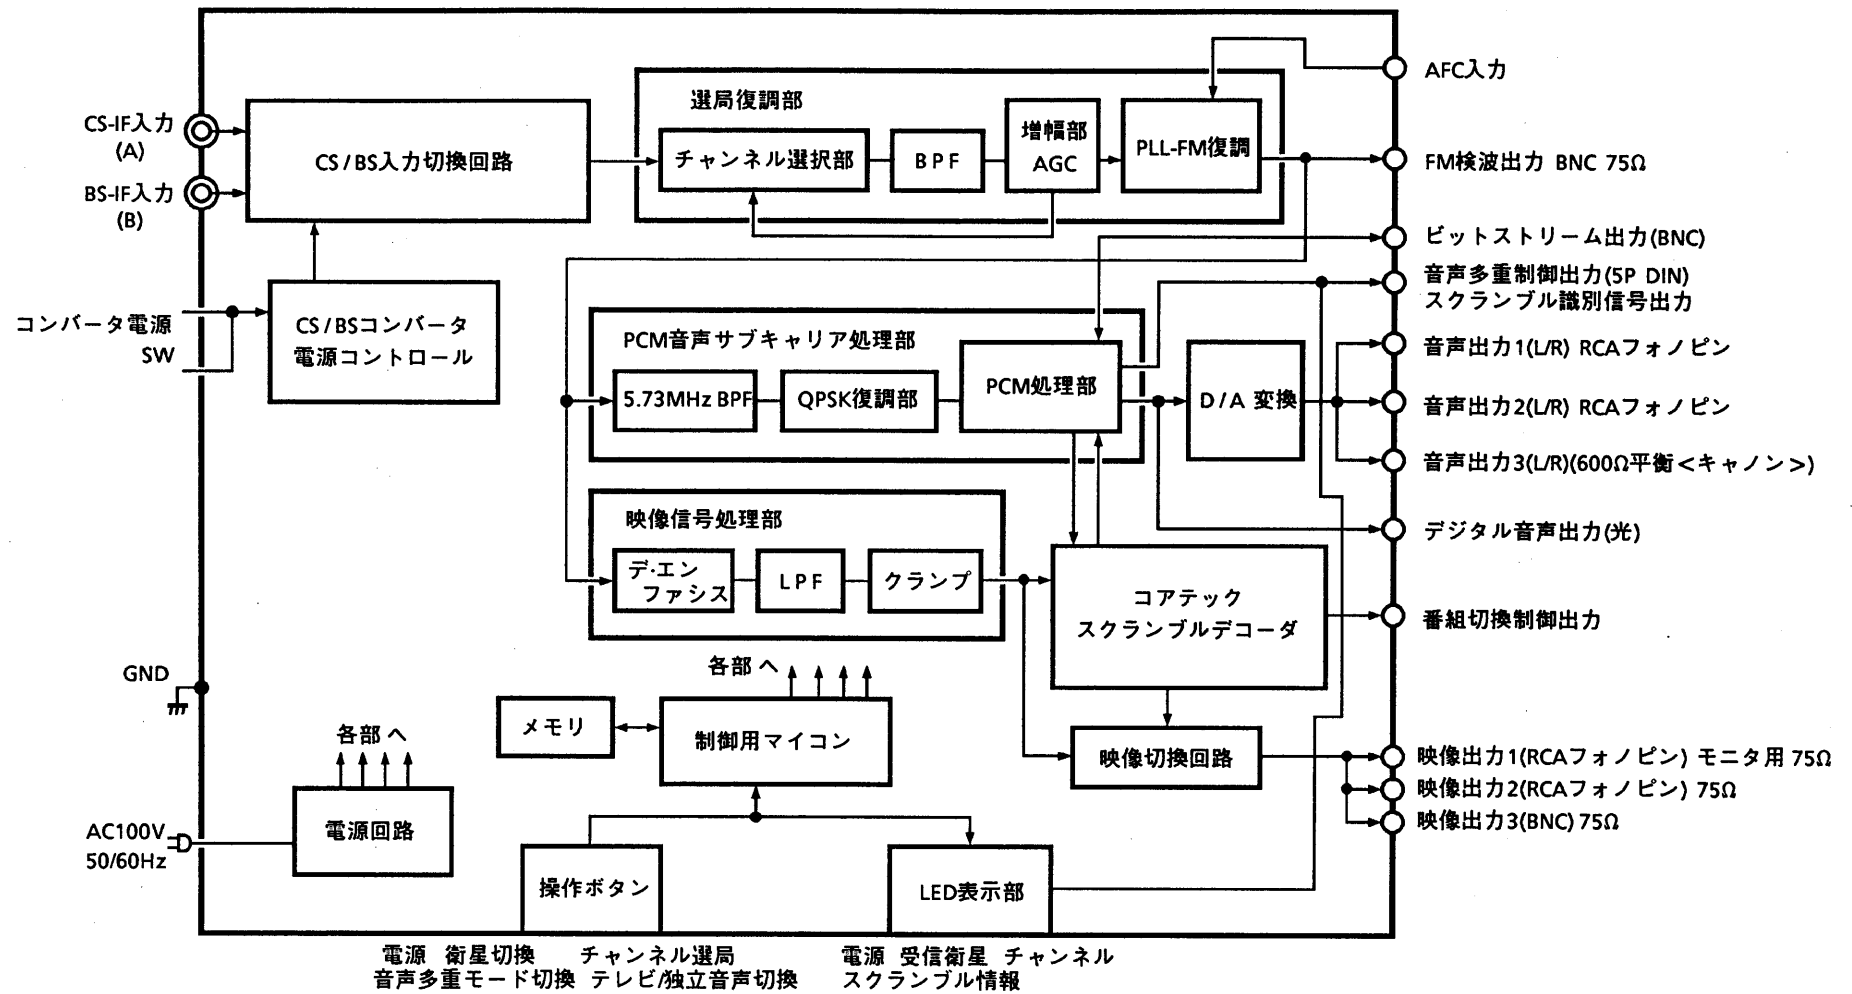 AFC入力
選局復調部
CS-IF入力
(A)
CS/BS入力切換回路
チャンネル選択部
BPF
増幅部
AGC
PLL-FM復調
FM検波出力 BNC 75Ω
BS-IF入力
(B)
ビットストリーム出力(BNC)
音声多重制御出力(5P DIN)
スクランブル識別信号出力
コンバータ電源
SW
CS/BSコンバータ
電源コントロール
PCM音声サブキャリア処理部
5.73MHz BPF
QPSK復調部
PCM処理部
D/A 変換
音声出力1(L/R) RCAフォノピン
音声出力2(L/R) RCAフォノピン
音声出力3(L/R)(600Ω平衡<キャノン>)
映像信号処理部
デ・エン
ファシス
LPF
クランプ
デジタル音声出力(光)
コアテック
スクランブルデコーダ
番組切換制御出力
GND
各部へ
メモリ
制御用マイコン
映像切換回路
映像出力1(RCAフォノピン) モニタ用 75Ω
映像出力2(RCAフォノピン) 75Ω
映像出力3(BNC) 75Ω
各部へ
AC100V
50/60Hz
電源回路
操作ボタン
LED表示部
電源 衛星切換 チャンネル選局
音声多重モード切換 テレビ/独立音声切換
電源 受信衛星 チャンネル
スクランブル情報